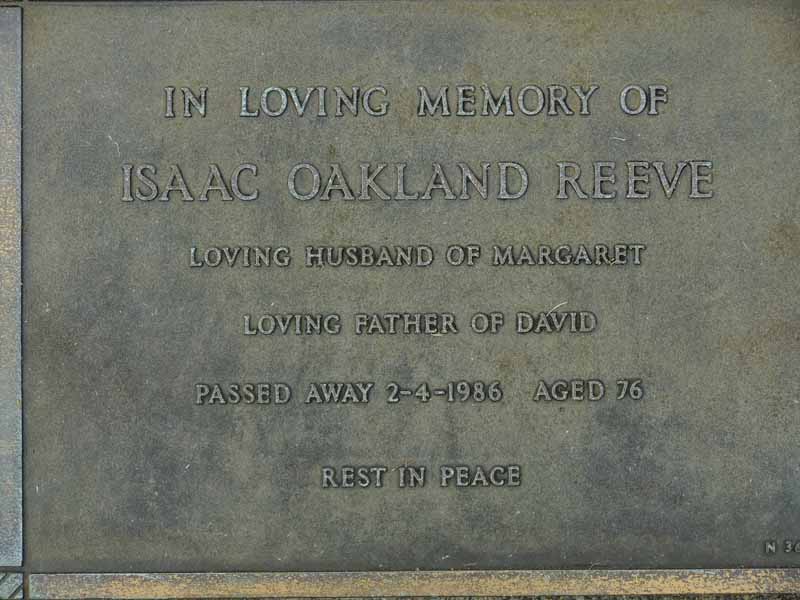 IN LOVING MEMORY OF
ISAAC OAKLAND REEVE
LOVING HUSBAND OF MARGARET
LOVING FATHER OF DAVID
PASSED AWAY 2-4-1986 AGED 76
REST IN PEACE
N